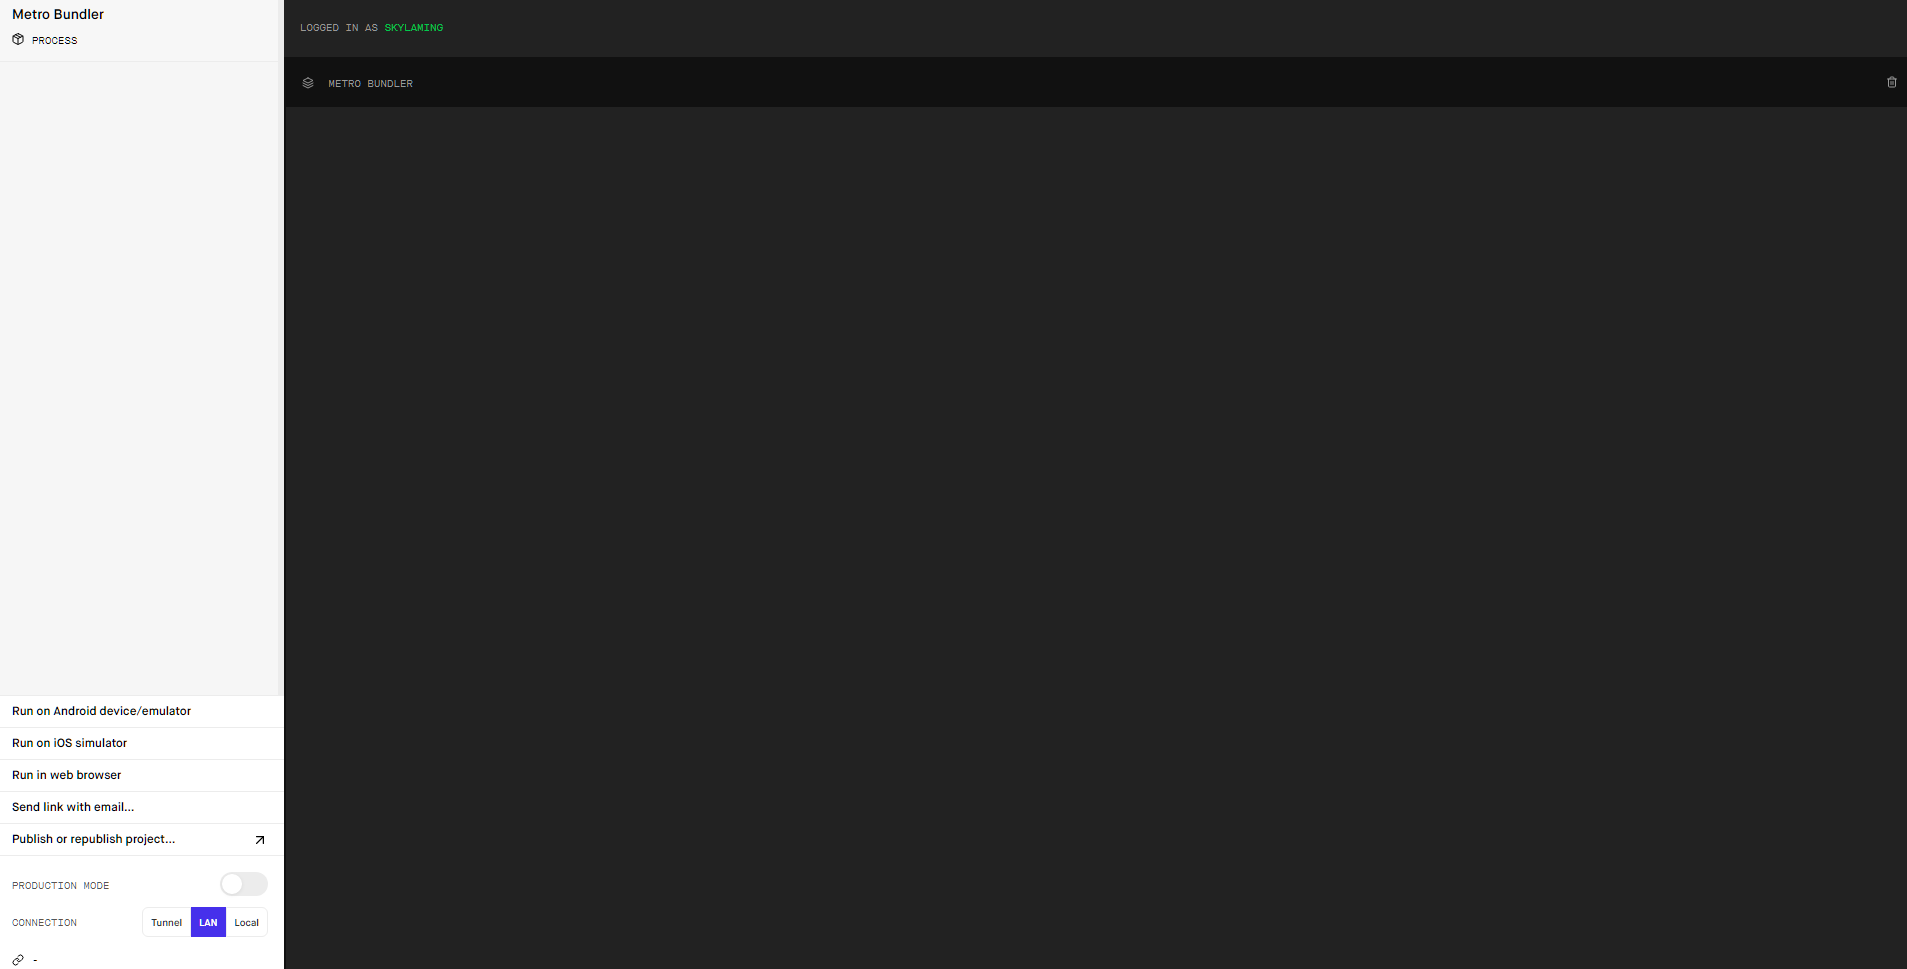 Metro Bundler
PROCESS
LOGGED IN AS SKYLAMING
METRO BUNDLER
Run on Android device/emulator
Run on iOS simulator
Run in web browser
Send link with email...
Publish or republish project...
PRODUCTION MODE
CONNECTION
Tunnel LAN Local
-